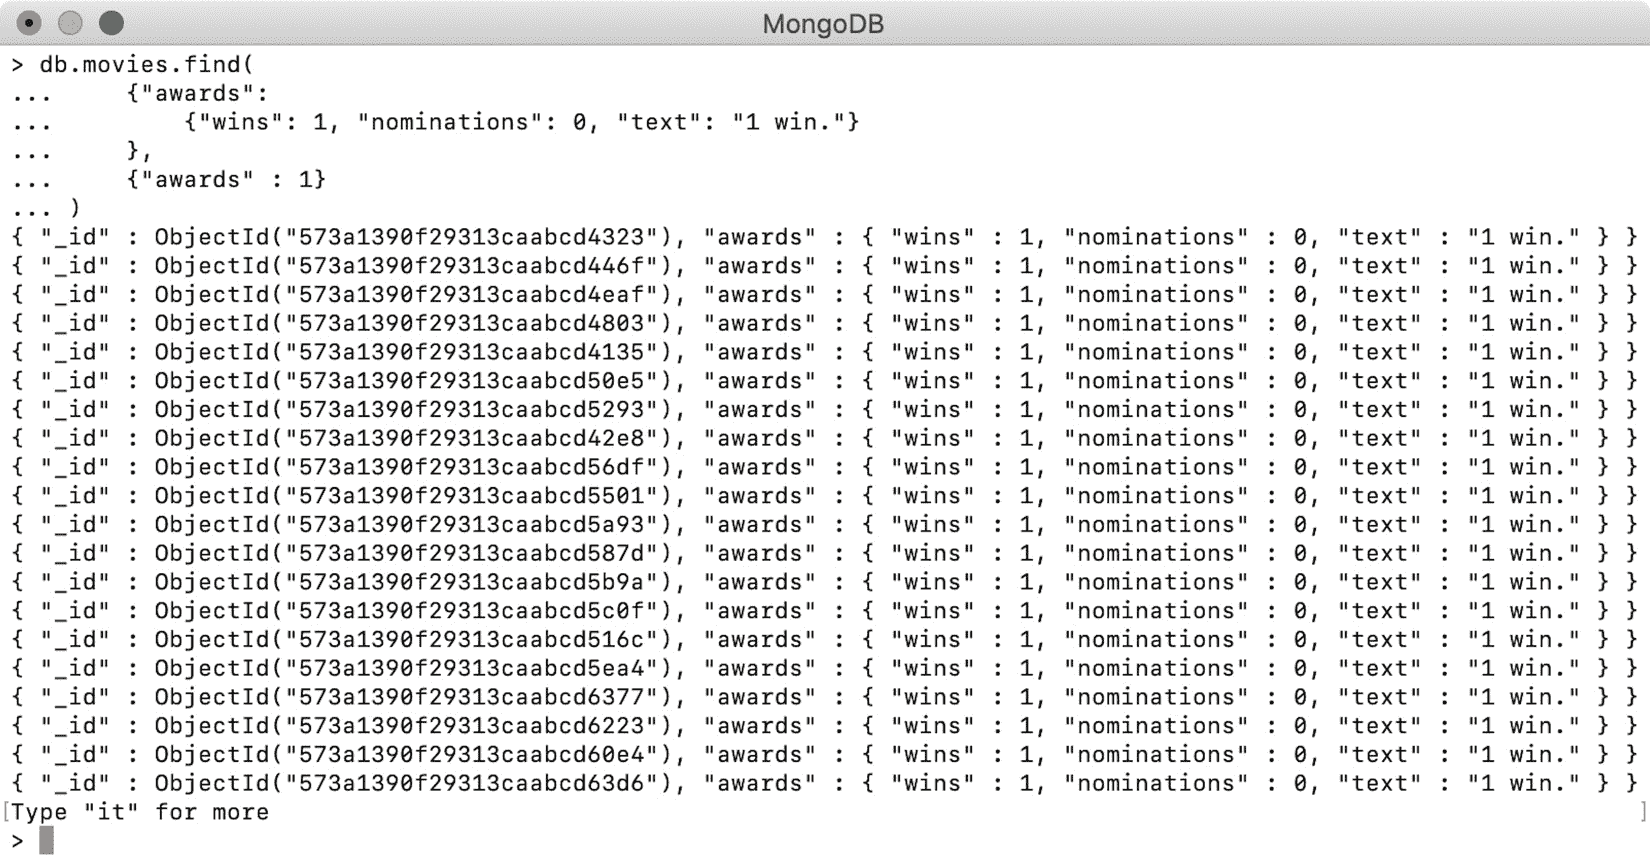 MongoDB
> db.movies.find(
...     {"awards":
...         {"wins": 1, "nominations": 0, "text": "1 win."}
...     },
...     {"awards" : 1}
... )
{ "_id" : ObjectId("573a1390f29313caabcd4323"), "awards" : { "wins" : 1, "nominations" : 0, "text" : "1 win." } }
{ "_id" : ObjectId("573a1390f29313caabcd446f"), "awards" : { "wins" : 1, "nominations" : 0, "text" : "1 win." } }
{ "_id" : ObjectId("573a1390f29313caabcd4eaf"), "awards" : { "wins" : 1, "nominations" : 0, "text" : "1 win." } }
{ "_id" : ObjectId("573a1390f29313caabcd4803"), "awards" : { "wins" : 1, "nominations" : 0, "text" : "1 win." } }
{ "_id" : ObjectId("573a1390f29313caabcd4135"), "awards" : { "wins" : 1, "nominations" : 0, "text" : "1 win." } }
{ "_id" : ObjectId("573a1390f29313caabcd50e5"), "awards" : { "wins" : 1, "nominations" : 0, "text" : "1 win." } }
{ "_id" : ObjectId("573a1390f29313caabcd5293"), "awards" : { "wins" : 1, "nominations" : 0, "text" : "1 win." } }
{ "_id" : ObjectId("573a1390f29313caabcd42e8"), "awards" : { "wins" : 1, "nominations" : 0, "text" : "1 win." } }
{ "_id" : ObjectId("573a1390f29313caabcd56df"), "awards" : { "wins" : 1, "nominations" : 0, "text" : "1 win." } }
{ "_id" : ObjectId("573a1390f29313caabcd5501"), "awards" : { "wins" : 1, "nominations" : 0, "text" : "1 win." } }
{ "_id" : ObjectId("573a1390f29313caabcd5a93"), "awards" : { "wins" : 1, "nominations" : 0, "text" : "1 win." } }
{ "_id" : ObjectId("573a1390f29313caabcd587d"), "awards" : { "wins" : 1, "nominations" : 0, "text" : "1 win." } }
{ "_id" : ObjectId("573a1390f29313caabcd5b9a"), "awards" : { "wins" : 1, "nominations" : 0, "text" : "1 win." } }
{ "_id" : ObjectId("573a1390f29313caabcd5c0f"), "awards" : { "wins" : 1, "nominations" : 0, "text" : "1 win." } }
{ "_id" : ObjectId("573a1390f29313caabcd516c"), "awards" : { "wins" : 1, "nominations" : 0, "text" : "1 win." } }
{ "_id" : ObjectId("573a1390f29313caabcd5ea4"), "awards" : { "wins" : 1, "nominations" : 0, "text" : "1 win." } }
{ "_id" : ObjectId("573a1390f29313caabcd6377"), "awards" : { "wins" : 1, "nominations" : 0, "text" : "1 win." } }
{ "_id" : ObjectId("573a1390f29313caabcd6223"), "awards" : { "wins" : 1, "nominations" : 0, "text" : "1 win." } }
{ "_id" : ObjectId("573a1390f29313caabcd60e4"), "awards" : { "wins" : 1, "nominations" : 0, "text" : "1 win." } }
{ "_id" : ObjectId("573a1390f29313caabcd63d6"), "awards" : { "wins" : 1, "nominations" : 0, "text" : "1 win." } }
[Type "it" for more ]
>